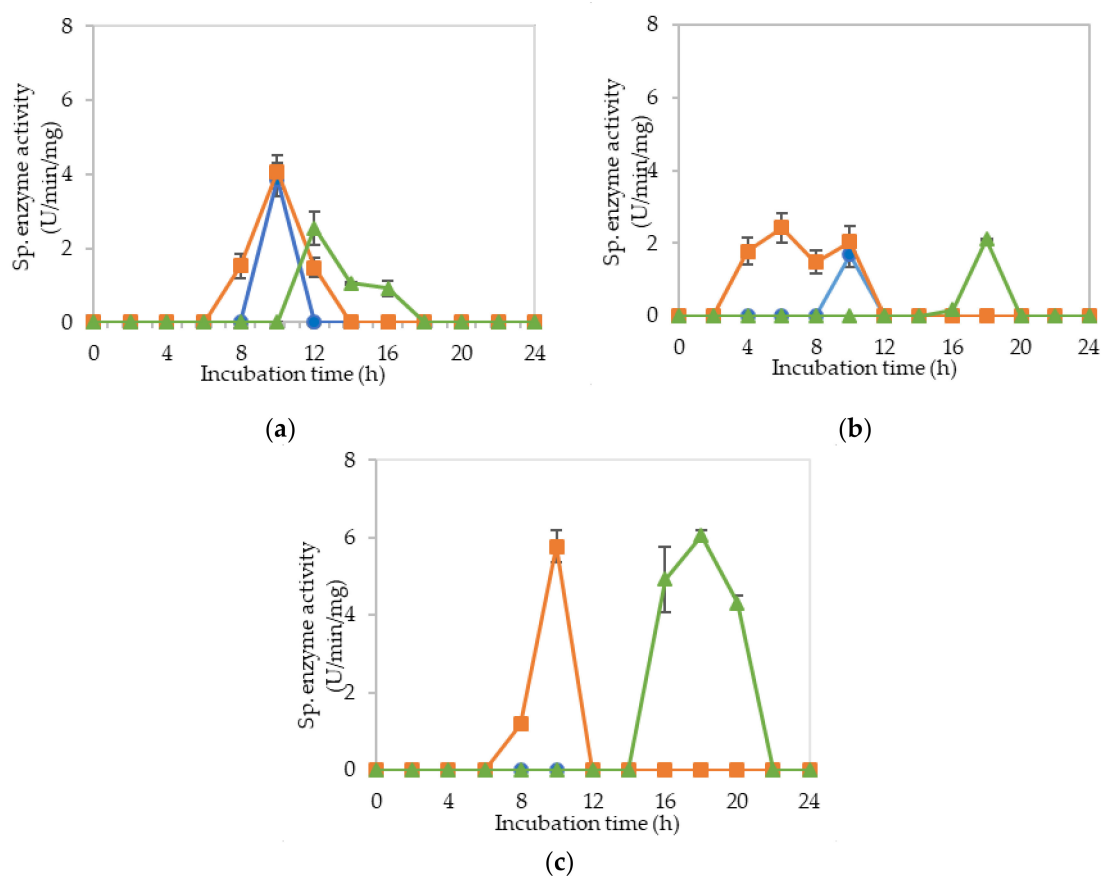 8
6
4
2
0
Sp. enzyme activity
(U/min/mg)
0 4 8 12 16 20 24
Incubation time (h)
(a)
8
6
4
2
0
Sp. enzyme activity
(U/min/mg)
0 4 8 12 16 20 24
Incubation time (h)
(b)
8
6
4
2
0
Sp. enzyme activity
(U/min/mg)
0 4 8 12 16 20 24
Incubation time (h)
(c)